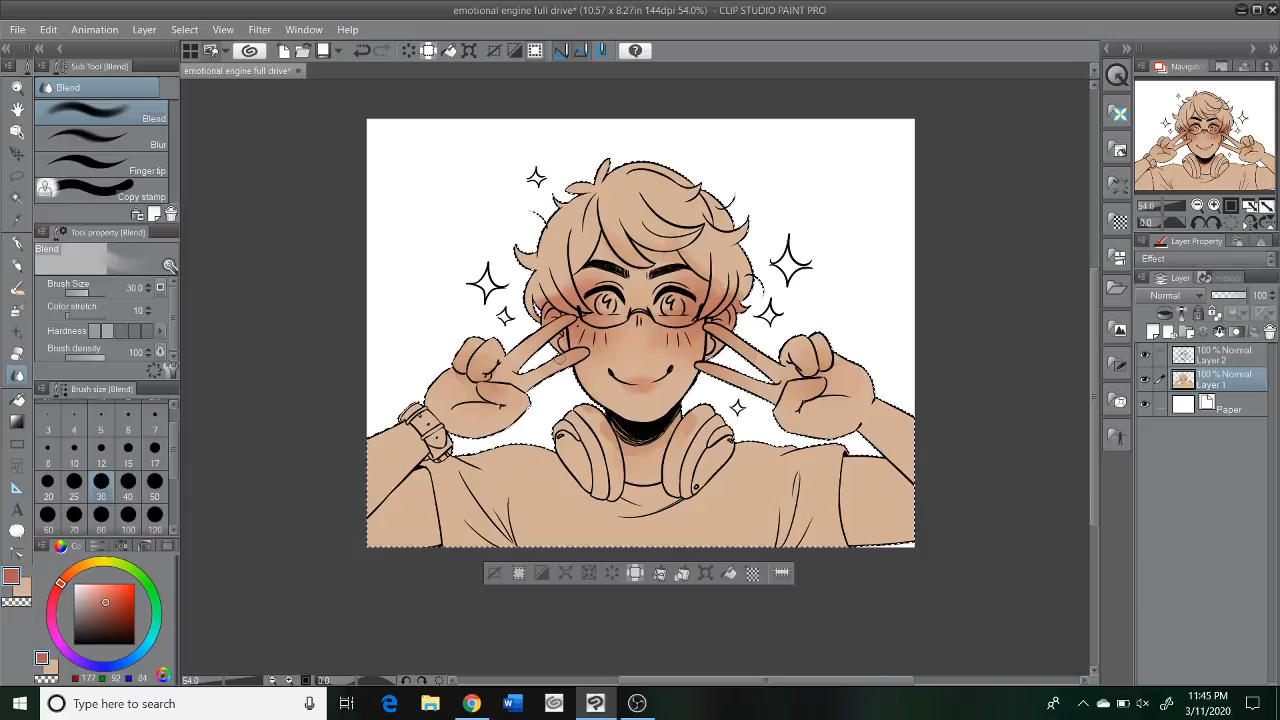 emotional engine full drive* (10.57 x 8.27in 144dpi 54.0%) - CLIP STUDIO PAINT PRO
File Edit Animation Layer Select View Filter Window Help
Sub Tool [Blend]
emotional engine full drive*
Navigator
Blend
Blend
Blur
Finger tip
Copy stamp
Tool property [Blend]
Blend
Brush Size 30.0
Color stretch 10
Hardness
Brush density 100
Brush size [Blend]
3 4 5 6 7
8 10 12 15 17
20 25 30 40 50
60 70 80 100 120
Co
177 92 84
54.0 0.0
54.0
0.0
Layer Property
Effect
Layer History
Normal 100
100 % Normal
Layer 2
100 % Normal
Layer 1
Paper
Type here to search
11:45 PM
3/11/2020